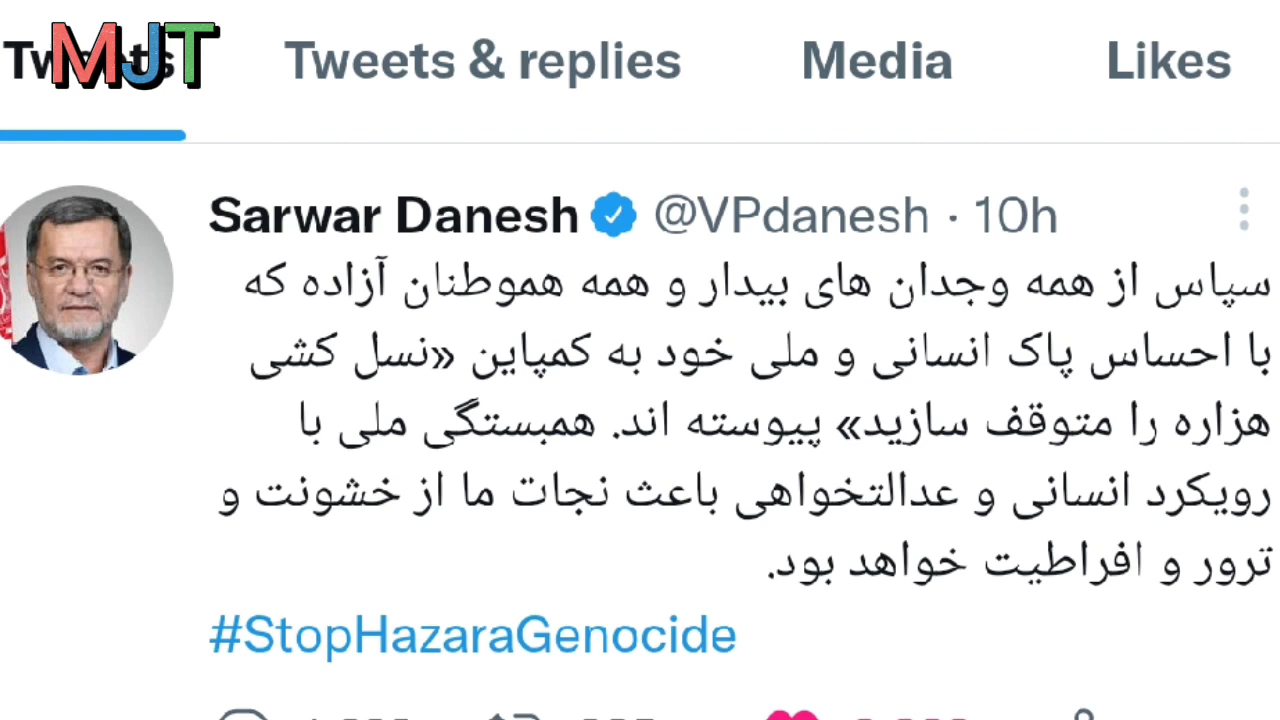 Tweets
MJT
Tweets & replies
Media
Likes
Sarwar Danesh @VPdanesh · 10h
سپاس از همه وجدان های بیدار و همه هموطنان آزاده که
با احساس پاک انسانی و ملی خود به کمپاین «نسل کشی
هزاره را متوقف سازید» پیوسته اند. همبستگی ملی با
رویکرد انسانی و عدالتخواهی باعث نجات ما از خشونت و
ترور و افراطیت خواهد بود.
#StopHazaraGenocide